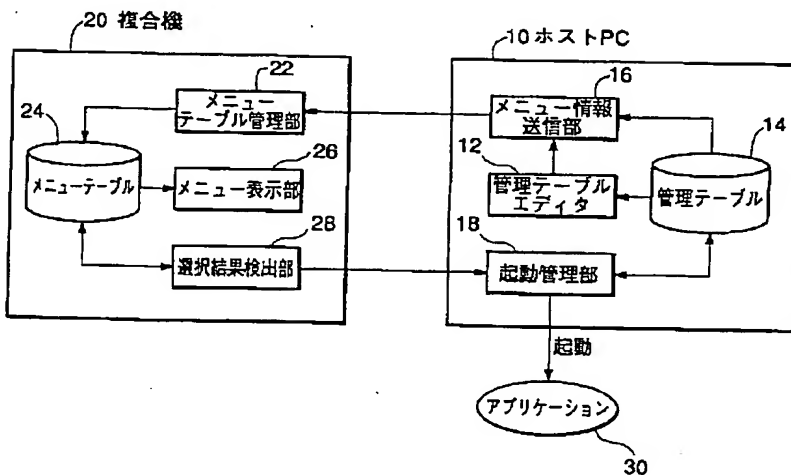 20 複合機
22
メニュー
テーブル管理部
24
メニューテーブル
26
メニュー表示部
28
選択結果検出部
10 ホストPC
16
メニュー情報
送信部
14
12
管理テーブル
エディタ
管理テーブル
18
起動管理部
起動
アプリケーション
30